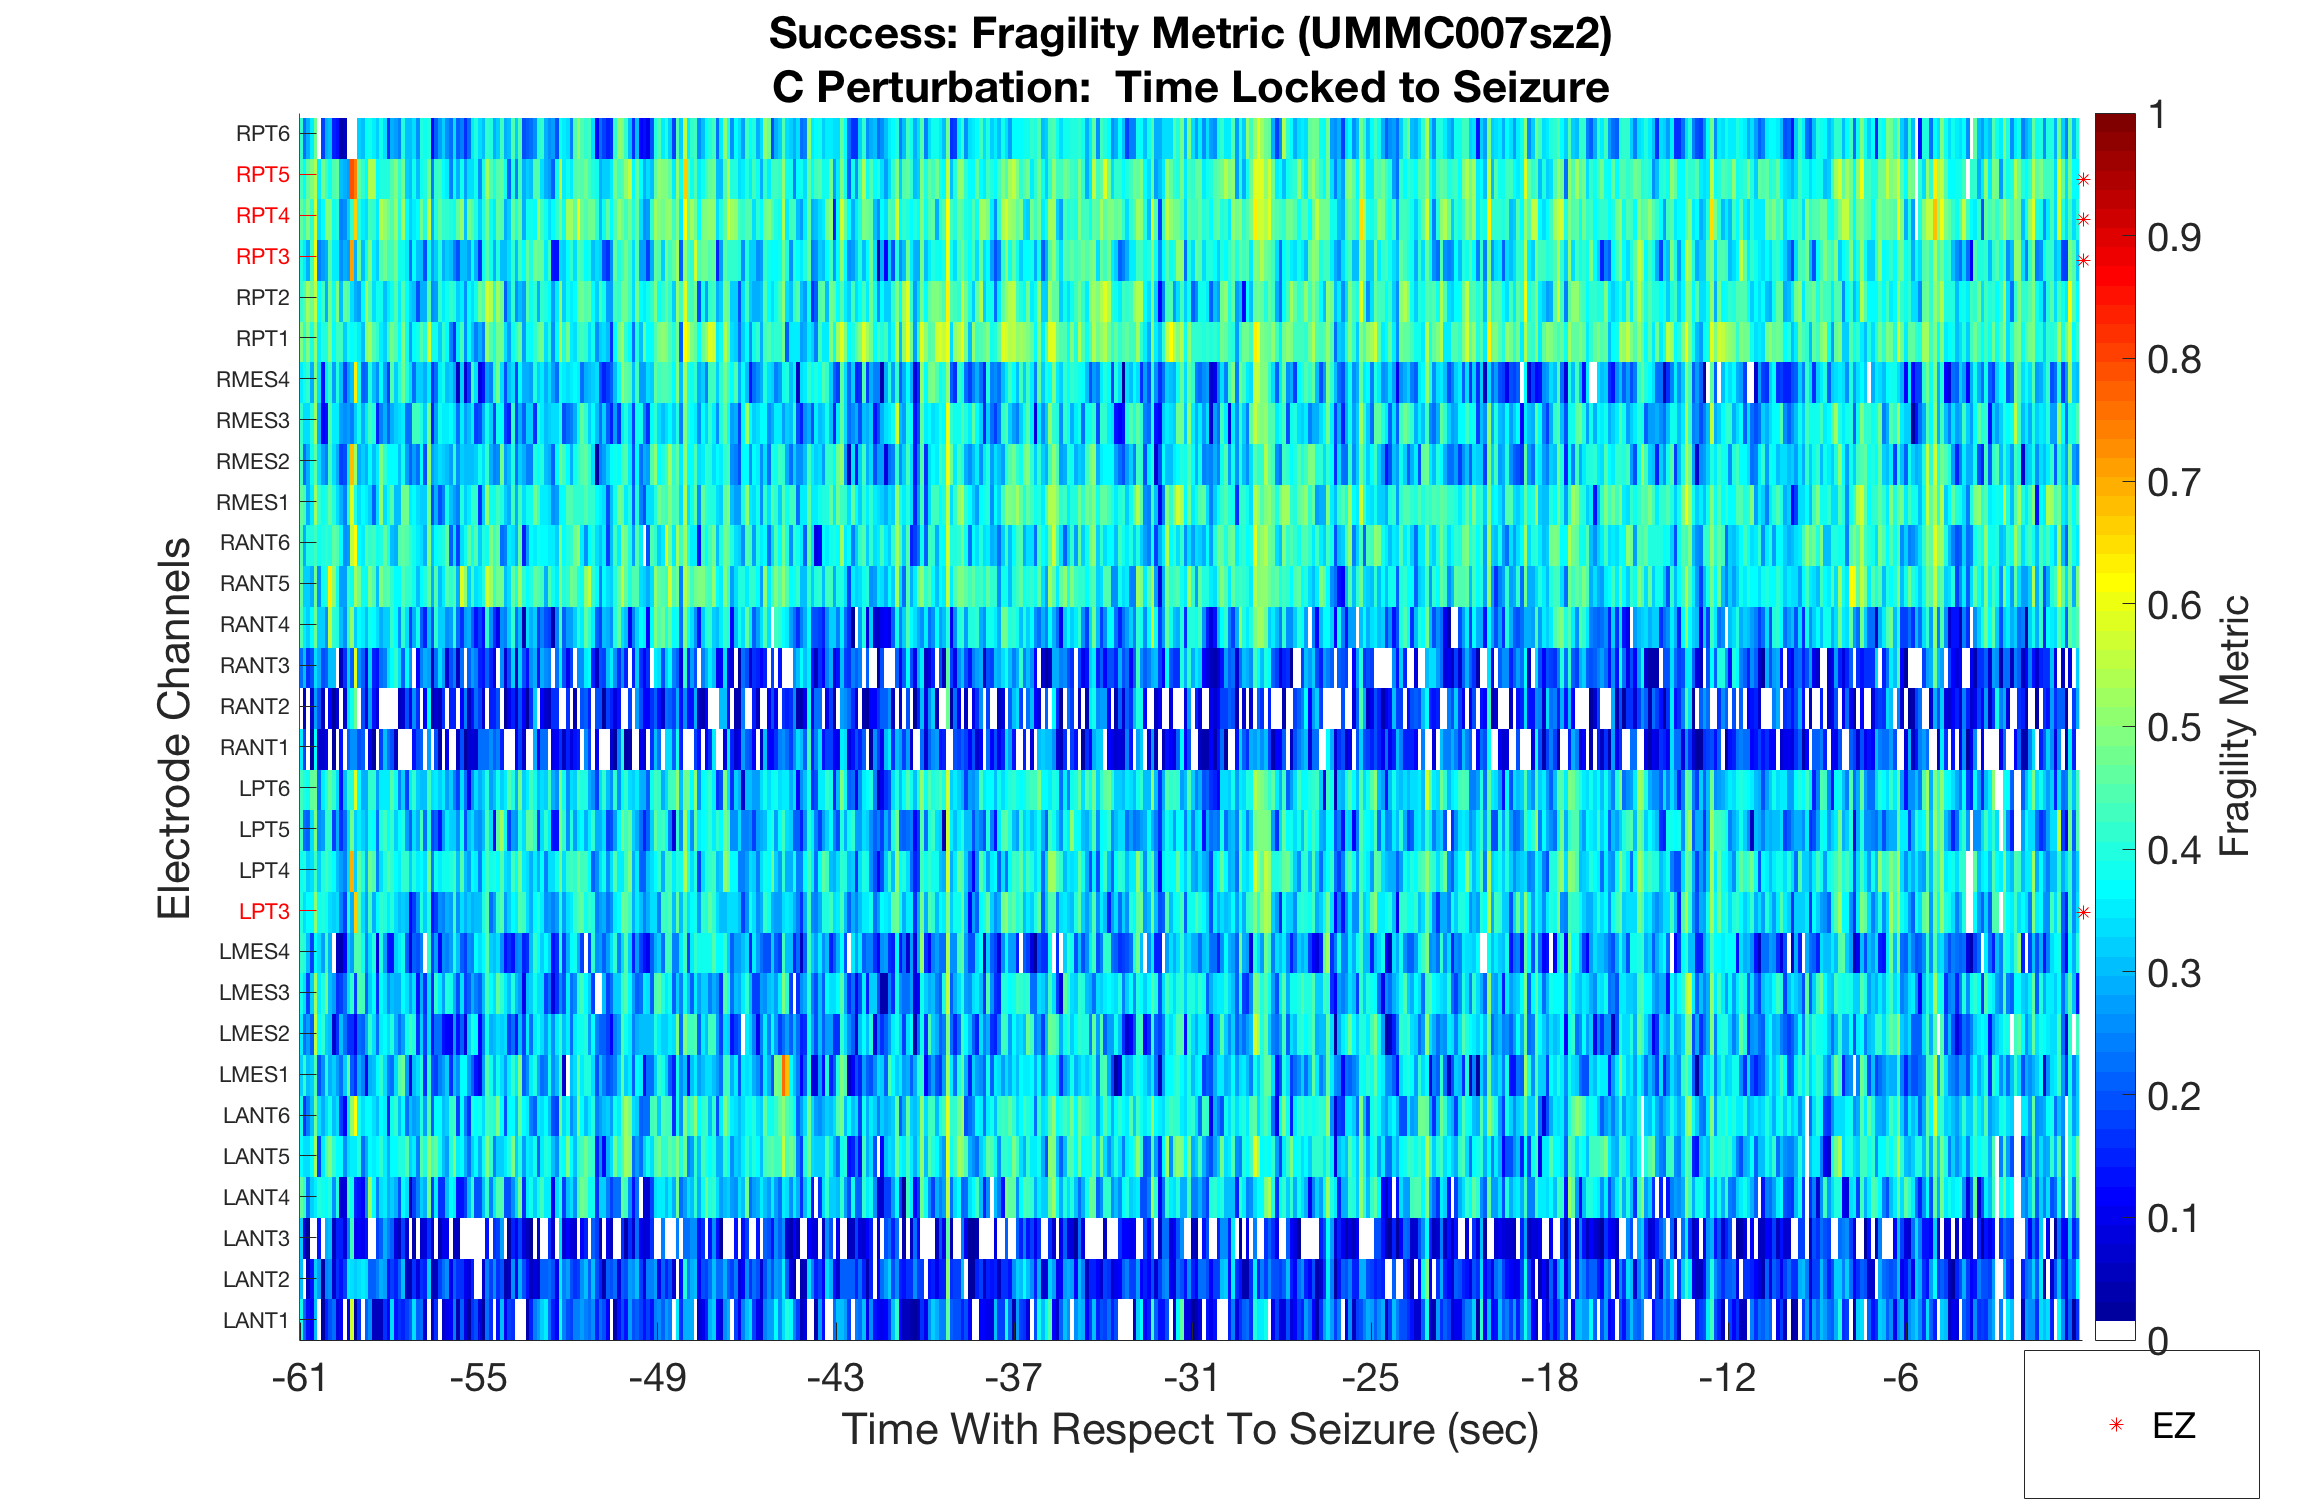 Success: Fragility Metric (UMMC007sz2)
C Perturbation:  Time Locked to Seizure
Electrode Channels
RPT6
RPT5
RPT4
RPT3
RPT2
RPT1
RMES4
RMES3
RMES2
RMES1
RANT6
RANT5
RANT4
RANT3
RANT2
RANT1
LPT6
LPT5
LPT4
LPT3
LMES4
LMES3
LMES2
LMES1
LANT6
LANT5
LANT4
LANT3
LANT2
LANT1
-61 -55 -49 -43 -37 -31 -25 -18 -12 -6
Time With Respect To Seizure (sec)
1
0.9
0.8
0.7
0.6
0.5
0.4
0.3
0.2
0.1
0
Fragility Metric
EZ